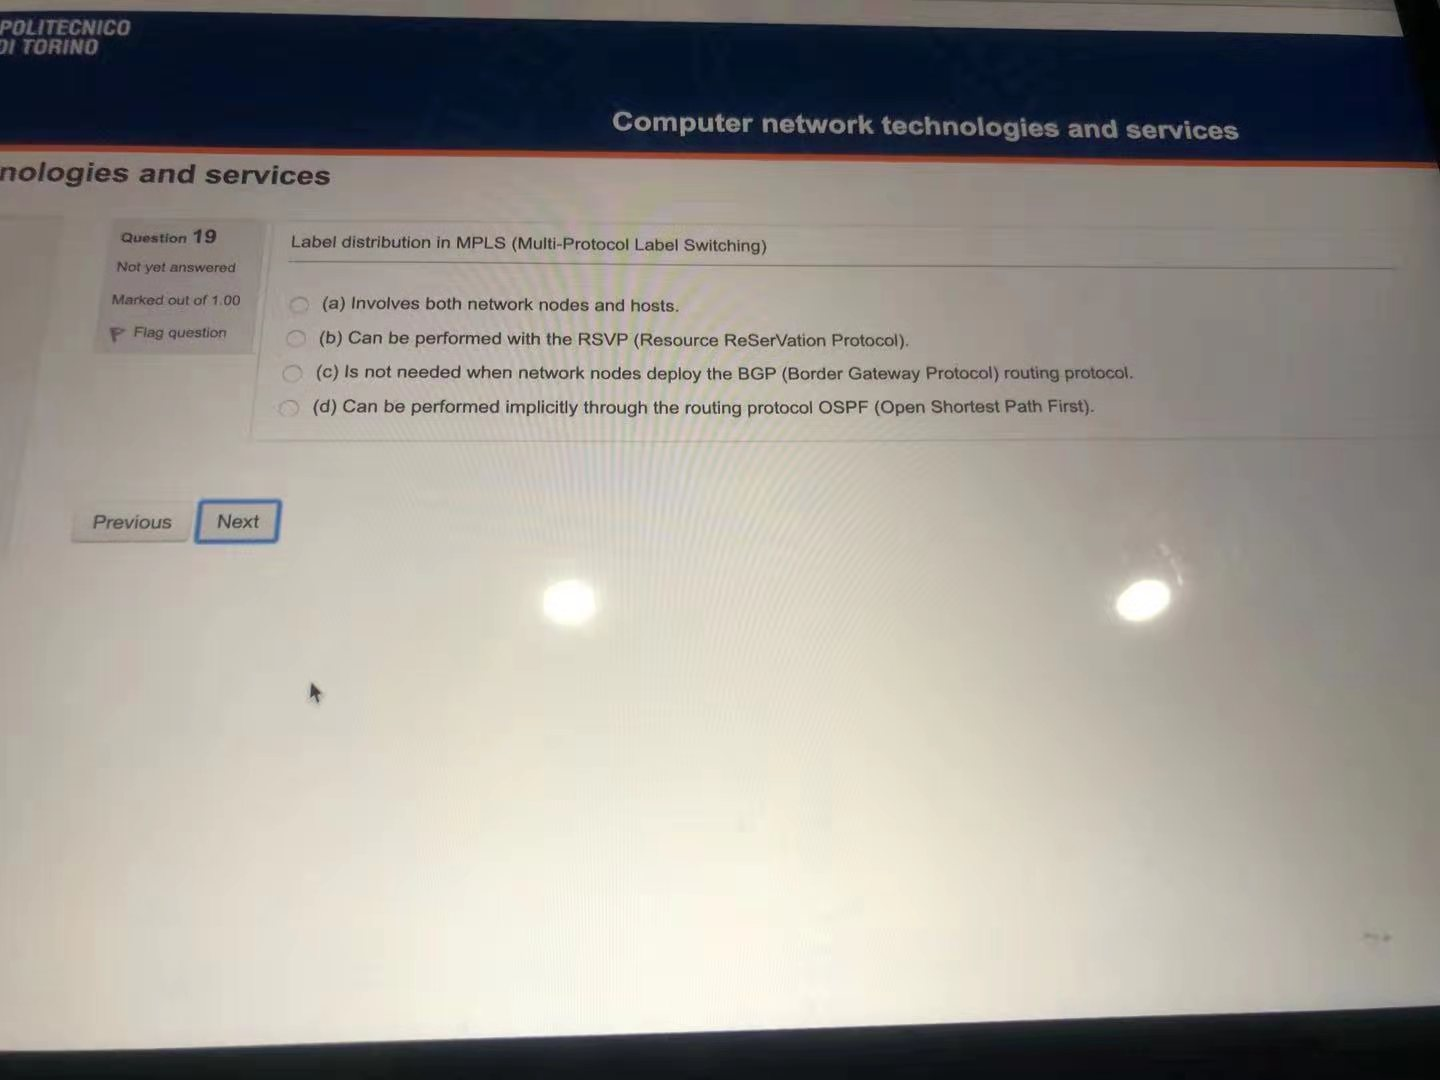 POLITECNICO
DI TORINO
Computer network technologies and services
nologies and services
Question 19
Not yet answered
Marked out of 1.00
Flag question
Label distribution in MPLS (Multi-Protocol Label Switching)
(a) Involves both network nodes and hosts.
(b) Can be performed with the RSVP (Resource ReSerVation Protocol).
(c) Is not needed when network nodes deploy the BGP (Border Gateway Protocol) routing protocol.
(d) Can be performed implicitly through the routing protocol OSPF (Open Shortest Path First).
Previous
Next